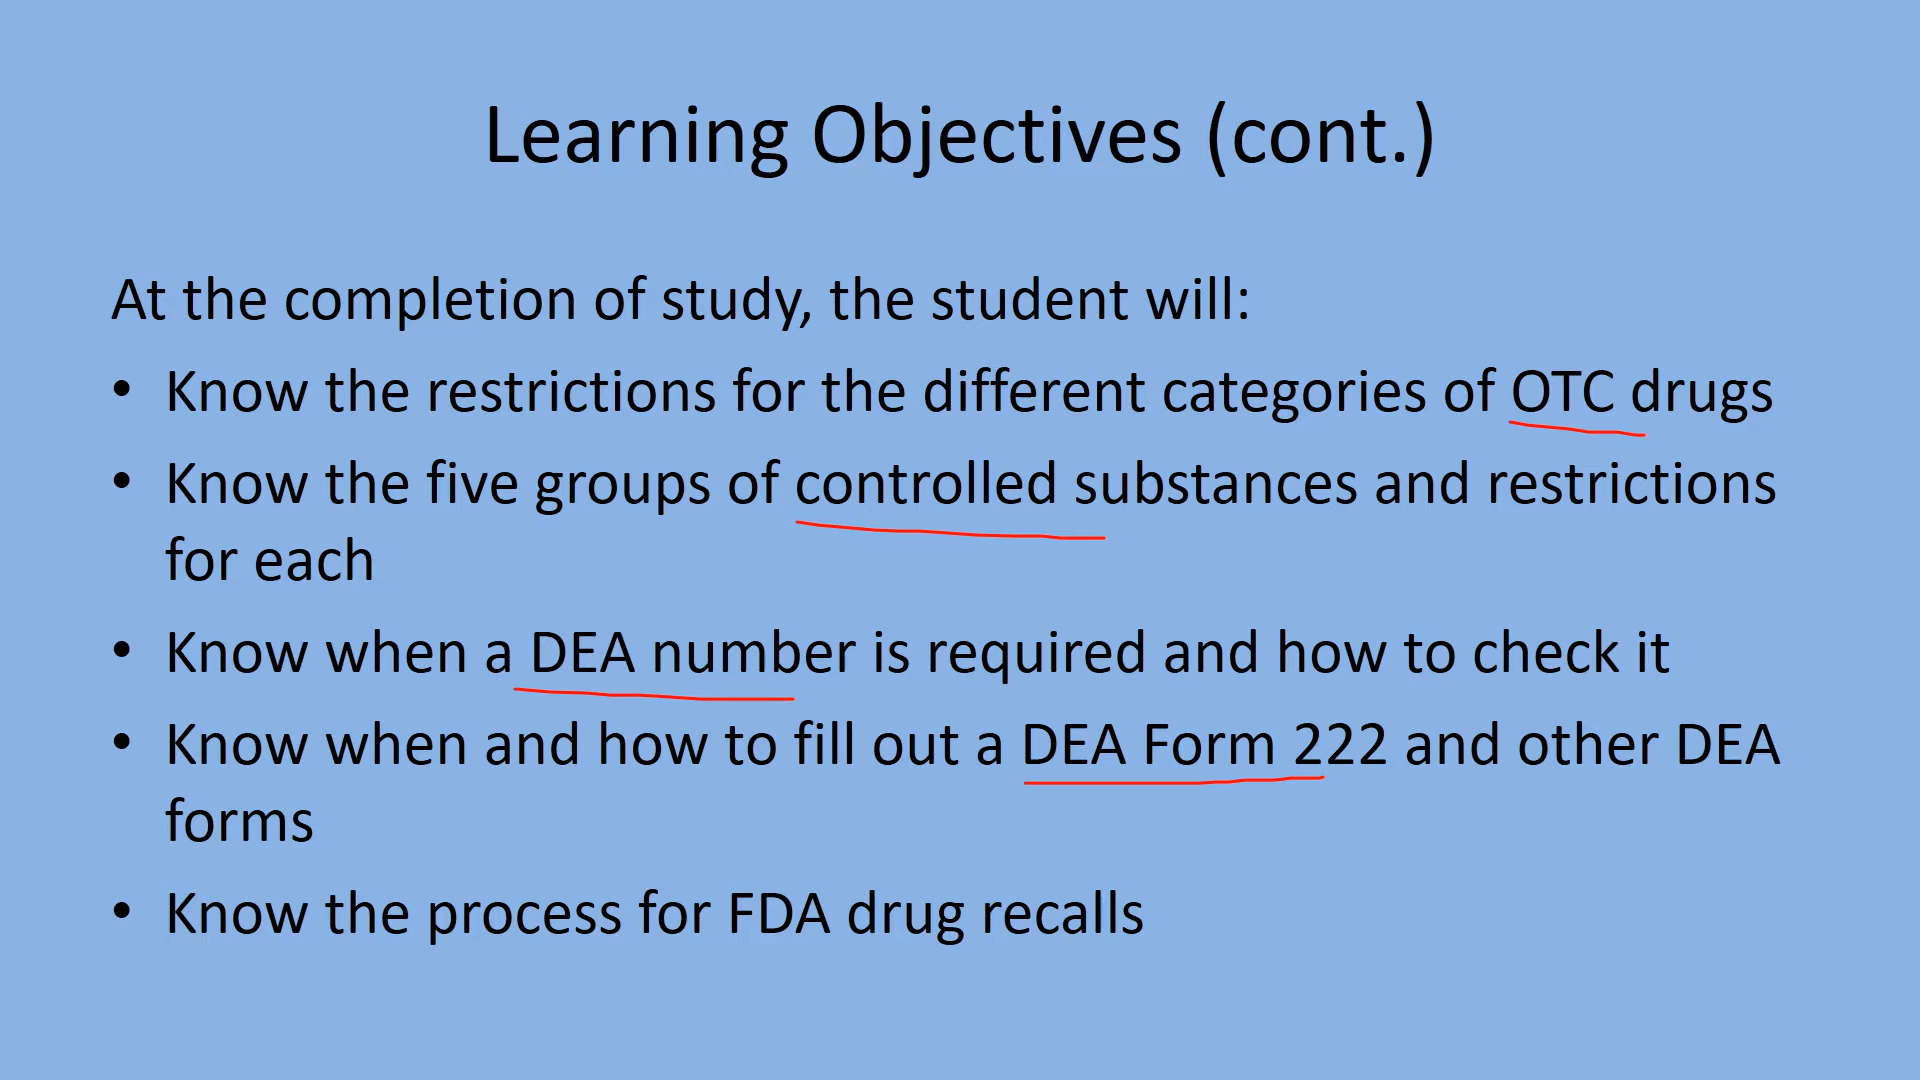 Learning Objectives (cont.)
At the completion of study, the student will:
• Know the restrictions for the different categories of OTC drugs
• Know the five groups of controlled substances and restrictions
for each
• Know when a DEA number is required and how to check it
• Know when and how to fill out a DEA Form 222 and other DEA
forms
• Know the process for FDA drug recalls